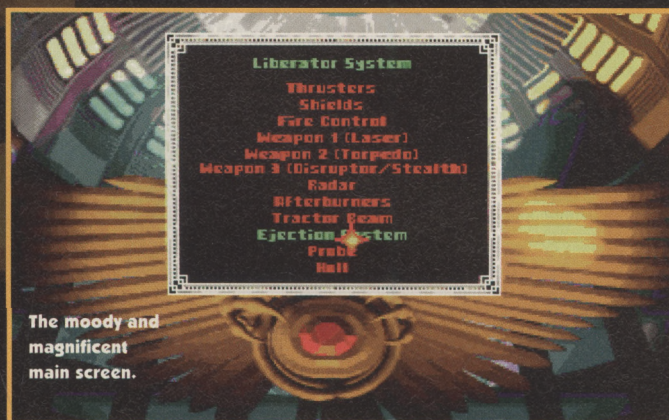 Liberator System
Thrusters
Shields
Fire Control
Weapon 1 (Laser)
Weapon 2 (Torpedo)
Weapon 3 (Disruptor/Stealth)
Radar
Afterburners
Tractor Beam
Ejection System
Probe
Hull
The moody and
magnificent
main screen.